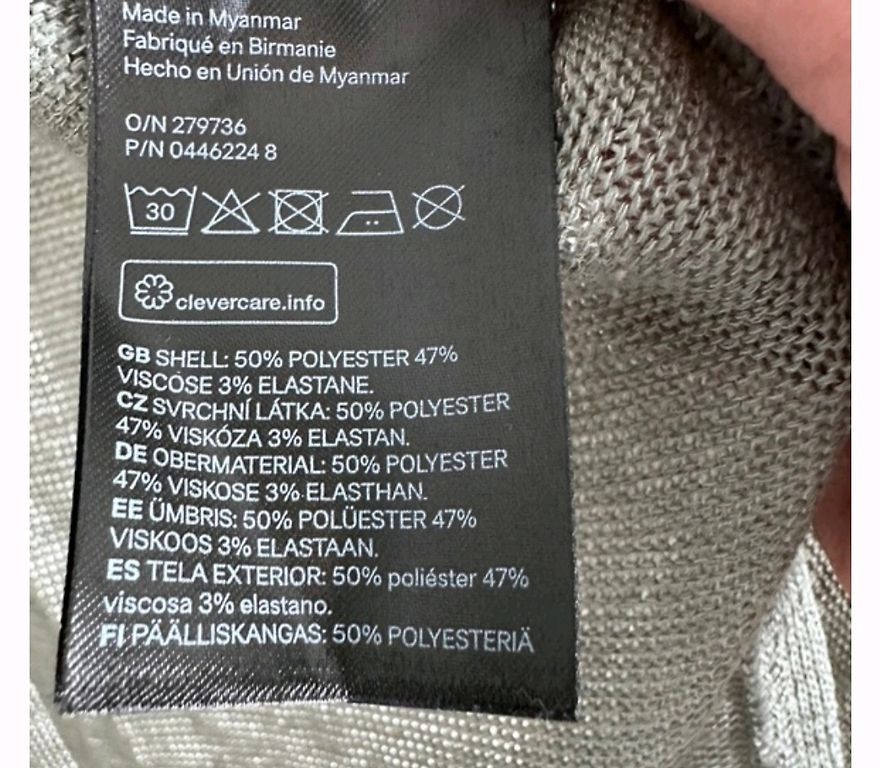 Made in Myanmar
Fabriqué en Birmanie
Hecho en Unión de Myanmar
O/N 279736
P/N 0446224 8
30
clevercare.info
GB SHELL: 50% POLYESTER 47%
VISCOSE 3% ELASTANE.
CZ SVRCHNÍ LÁTKA: 50% POLYESTER
47% VISKÓZA 3% ELASTAN.
DE OBERMATERIAL: 50% POLYESTER
47% VISKOSE 3% ELASTHAN.
EE ÜMBRIS: 50% POLÜESTER 47%
VISKOOS 3% ELASTAAN.
ES TELA EXTERIOR: 50% poliéster 47%
viscosa 3% elastano.
FI PÄÄLLISKANGAS: 50% POLYESTERIÄ